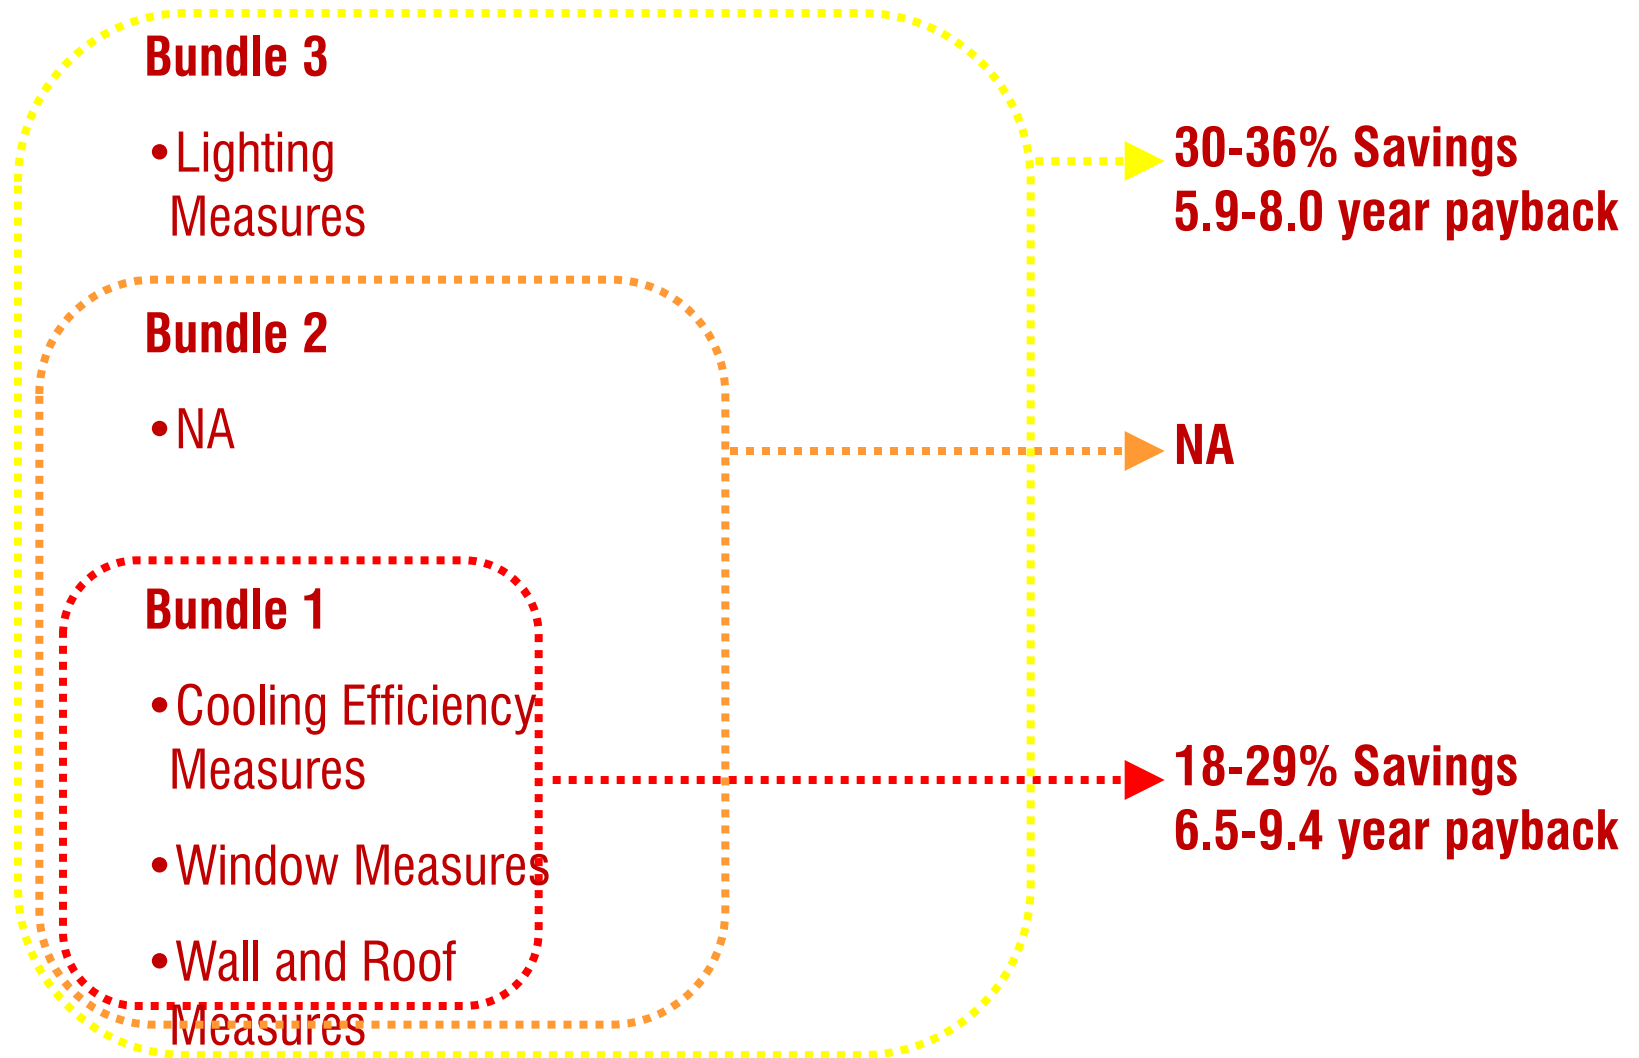 Bundle 3
•Lighting
Measures
30-36% Savings
5.9-8.0 year payback
Bundle 2
•NA
NA
Bundle 1
•Cooling Efficiency
Measures
•Window Measures
•Wall and Roof
Measures
18-29% Savings
6.5-9.4 year payback